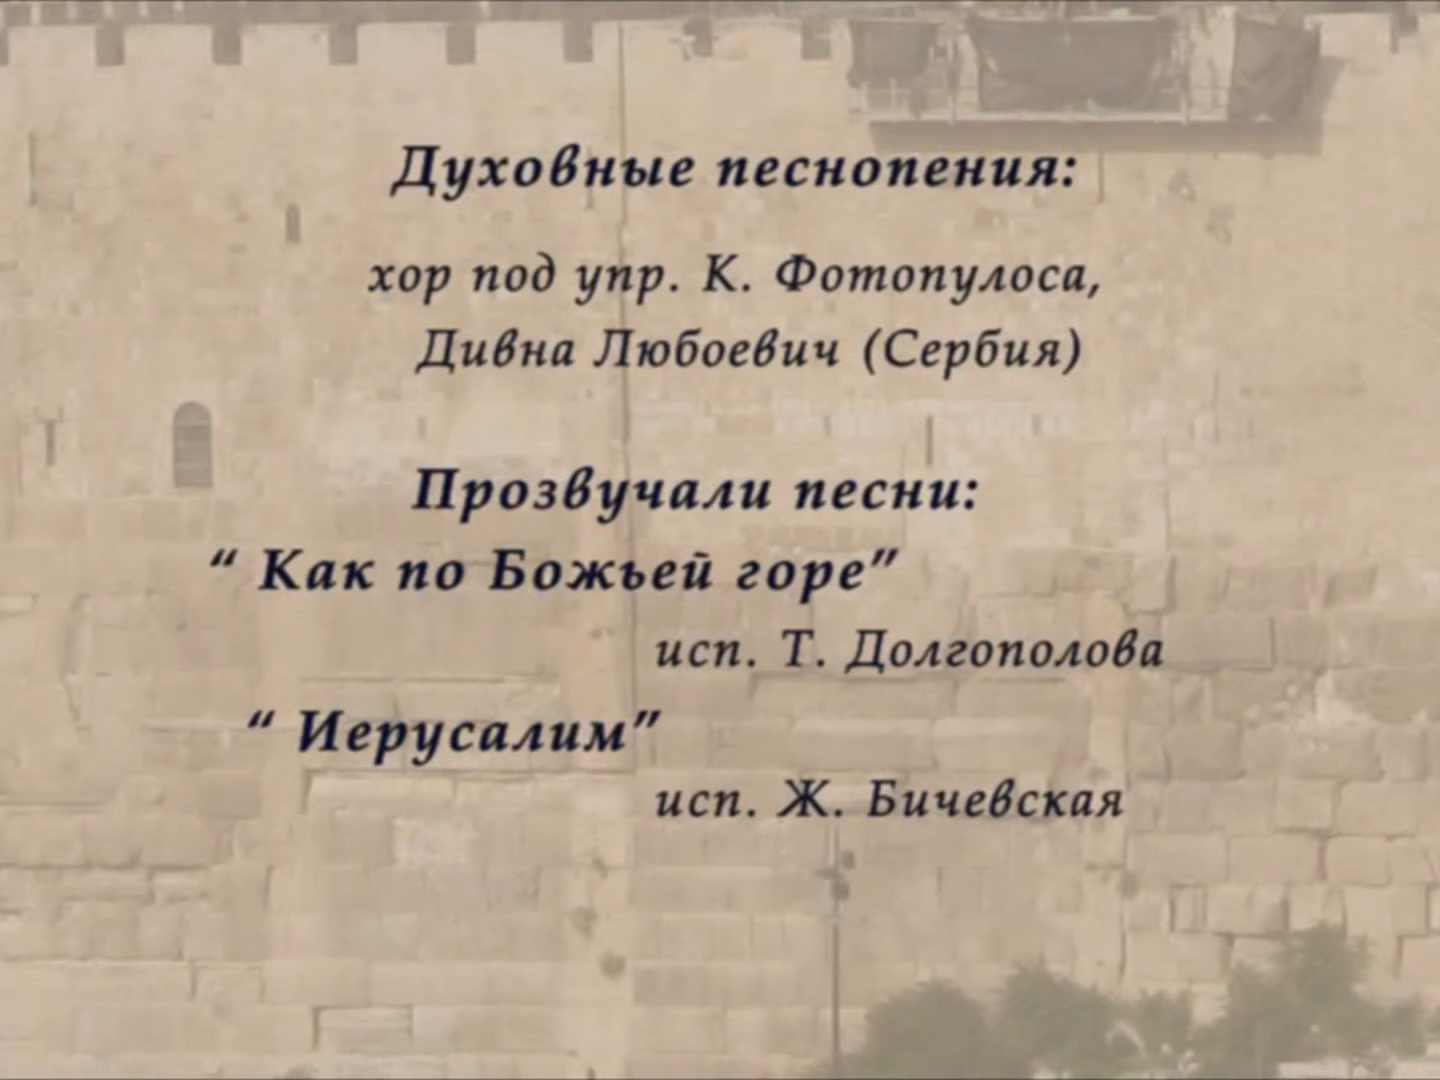 Духовные песнопения:
хор под упр. К. Фотопулоса,
Дивна Любоевич (Сербия)
Прозвучали песни:
“ Как по Божьей горе”
исп. Т. Долгополова
“ Иерусалим”
исп. Ж. Бичевская